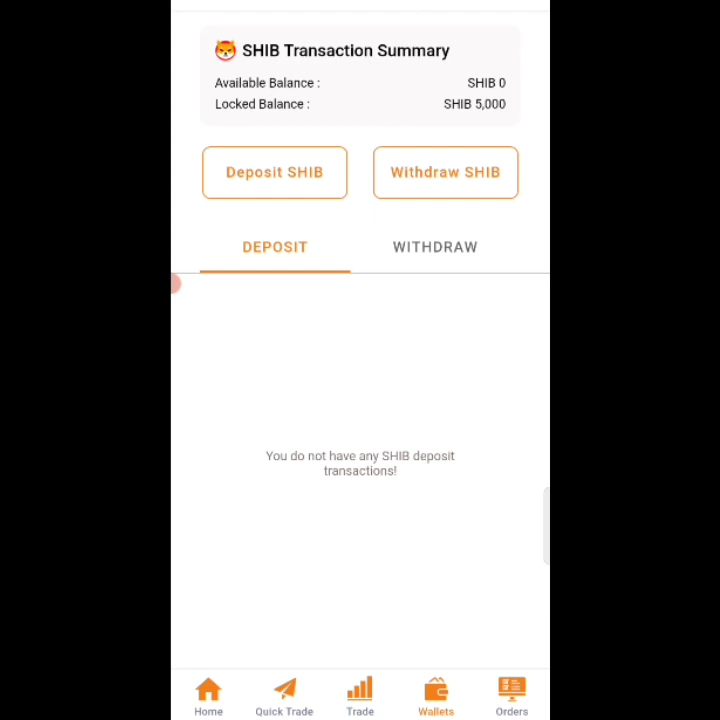 SHIB Transaction Summary
Available Balance : SHIB 0
Locked Balance : SHIB 5,000
Deposit SHIB Withdraw SHIB
DEPOSIT WITHDRAW
You do not have any SHIB deposit
transactions!
Home Quick Trade Trade Wallets Orders